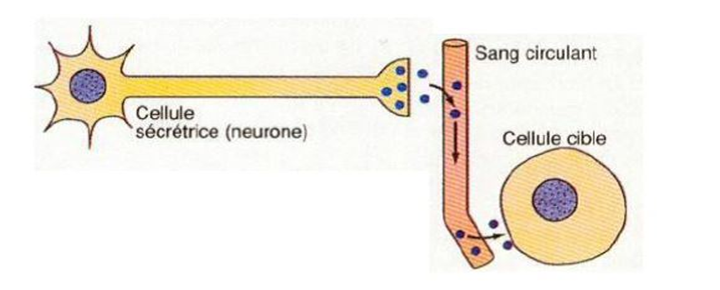 Sang circulant
Cellule
sécrétrice (neurone)
Cellule cible